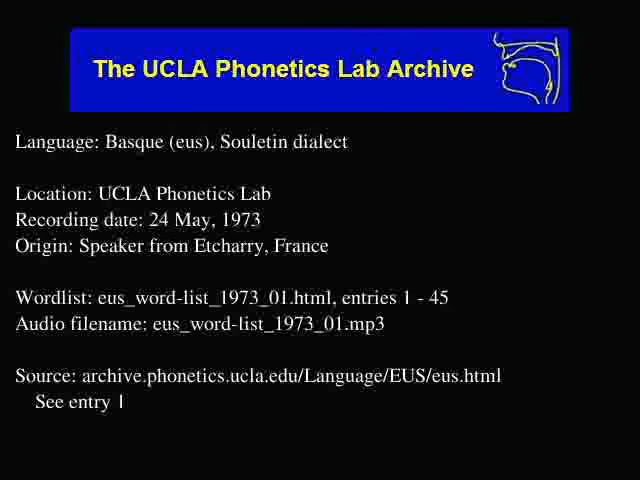 The UCLA Phonetics Lab Archive
Language: Basque (eus), Souletin dialect
Location: UCLA Phonetics Lab
Recording date: 24 May, 1973
Origin: Speaker from Etcharry, France
Wordlist: eus_word-list_1973_01.html, entries 1 - 45
Audio filename: eus_word-list_1973_01.mp3
Source: archive.phonetics.ucla.edu/Language/EUS/eus.html
See entry 1